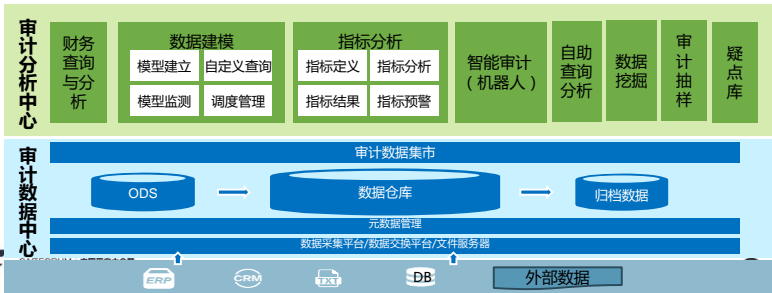 审计分析中心
财务查询与分析
数据建模
模型建立
自定义查询
模型监测
调度管理
指标分析
指标定义
指标分析
指标结果
指标预警
智能审计
（机器人）
自助查询分析
数据挖掘
审计抽样
疑点库
审计数据中心
审计数据集市
ODS
数据仓库
归档数据
元数据管理
数据采集平台/数据交换平台/文件服务器
ERP
CRM
TXT
DB
外部数据